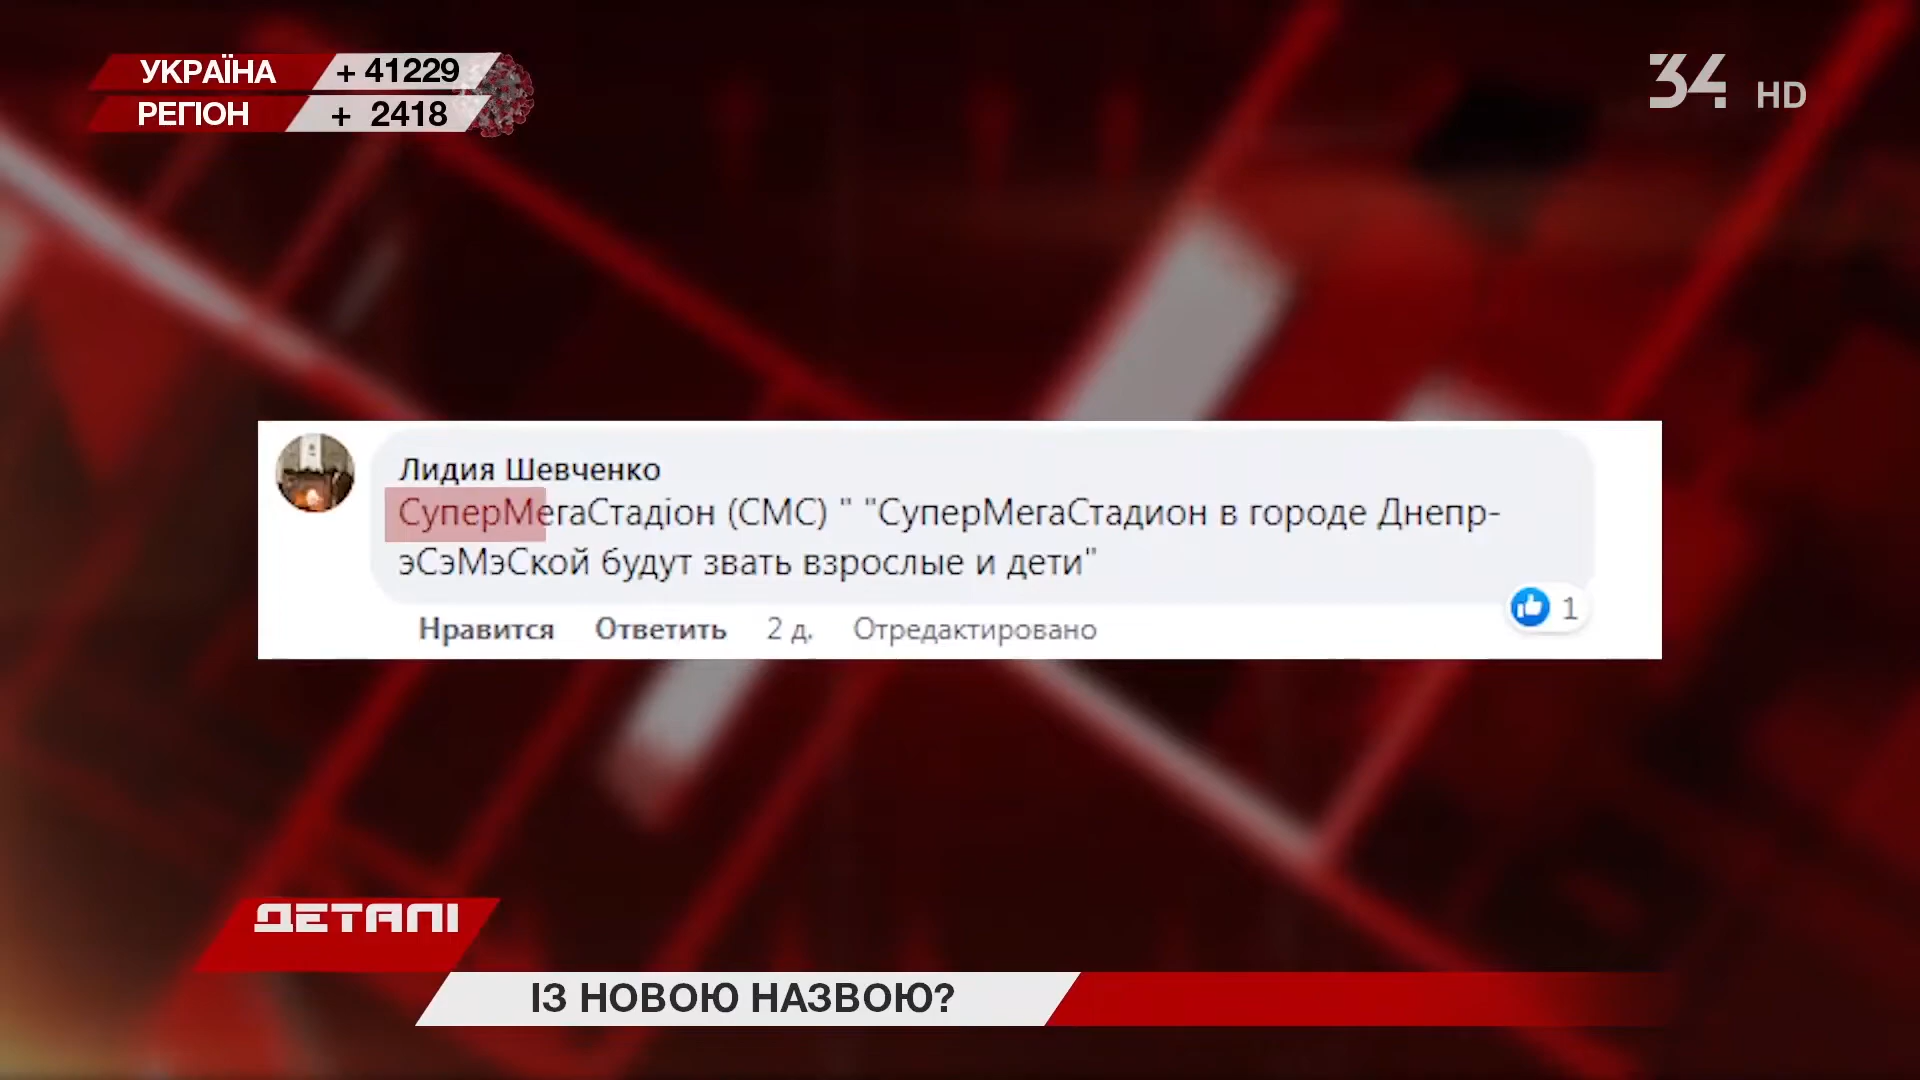 УКРАЇНА + 41229
РЕГІОН + 2418
34 HD
Лидия Шевченко
СуперМегаСтадіон (СМС) " "СуперМегаСтадион в городе Днепр-
эСэМэСкой будут звать взрослые и дети"
Нравится Ответить 2 д. Отредактировано
1
ДЕТАЛІ
ІЗ НОВОЮ НАЗВОЮ?